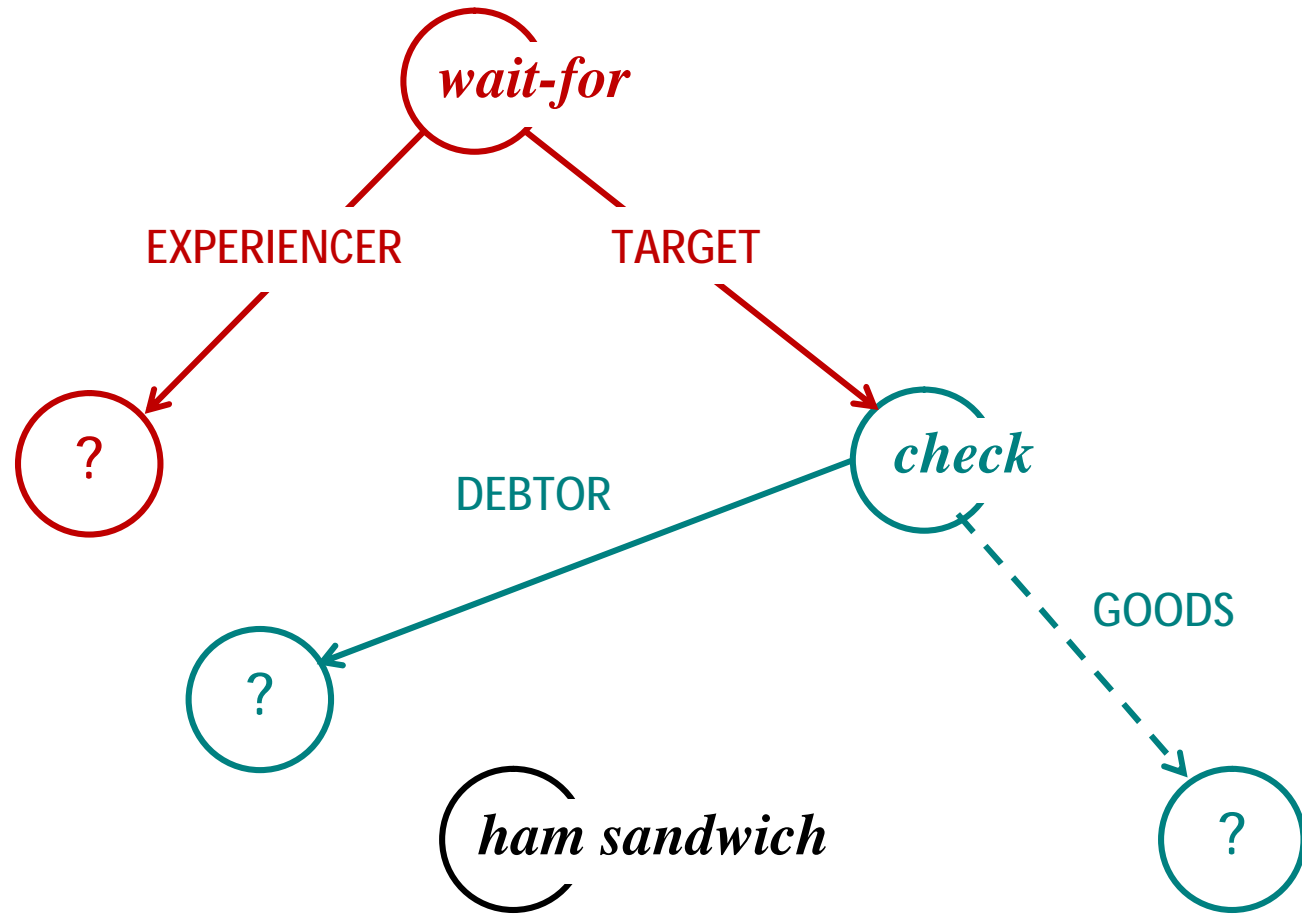 wait-for
EXPERIENCER TARGET
?
check
DEBTOR
GOODS
?
ham sandwich
?